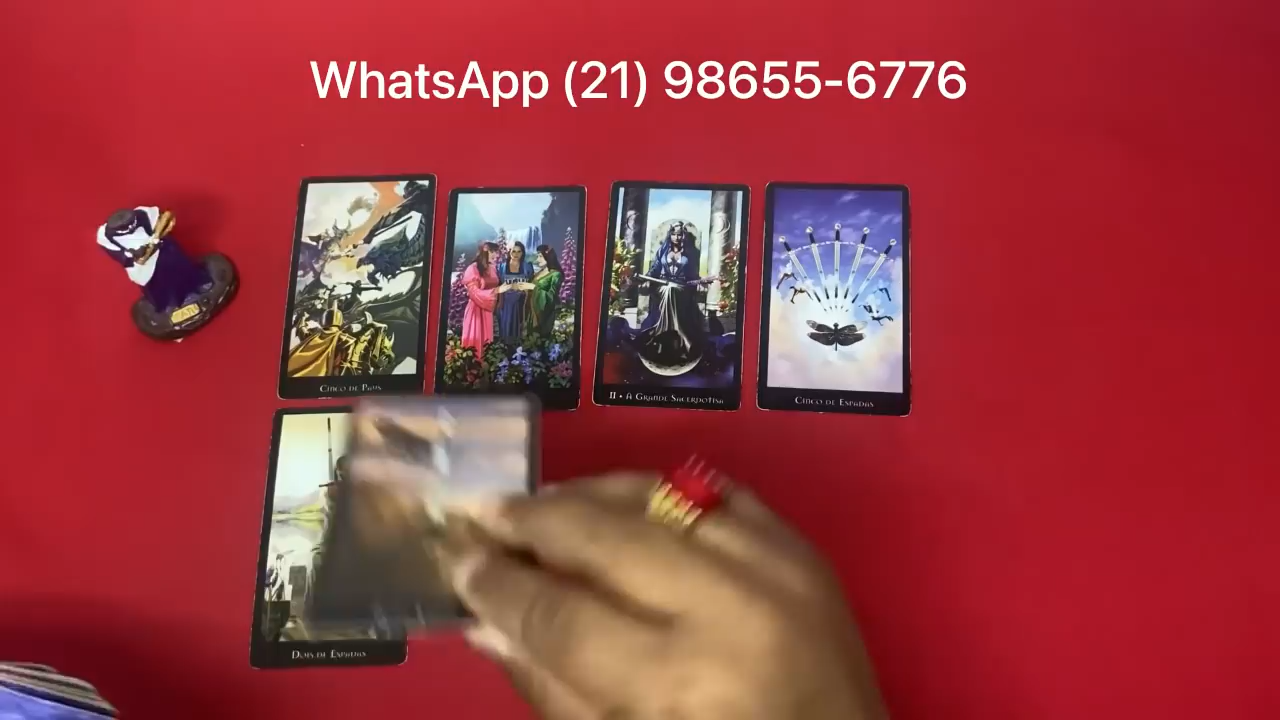 WhatsApp (21) 98655-6776
Cinco de Paus
II • A Grande Sacerdotisa
Cinco de Espadas
Dois de Espadas